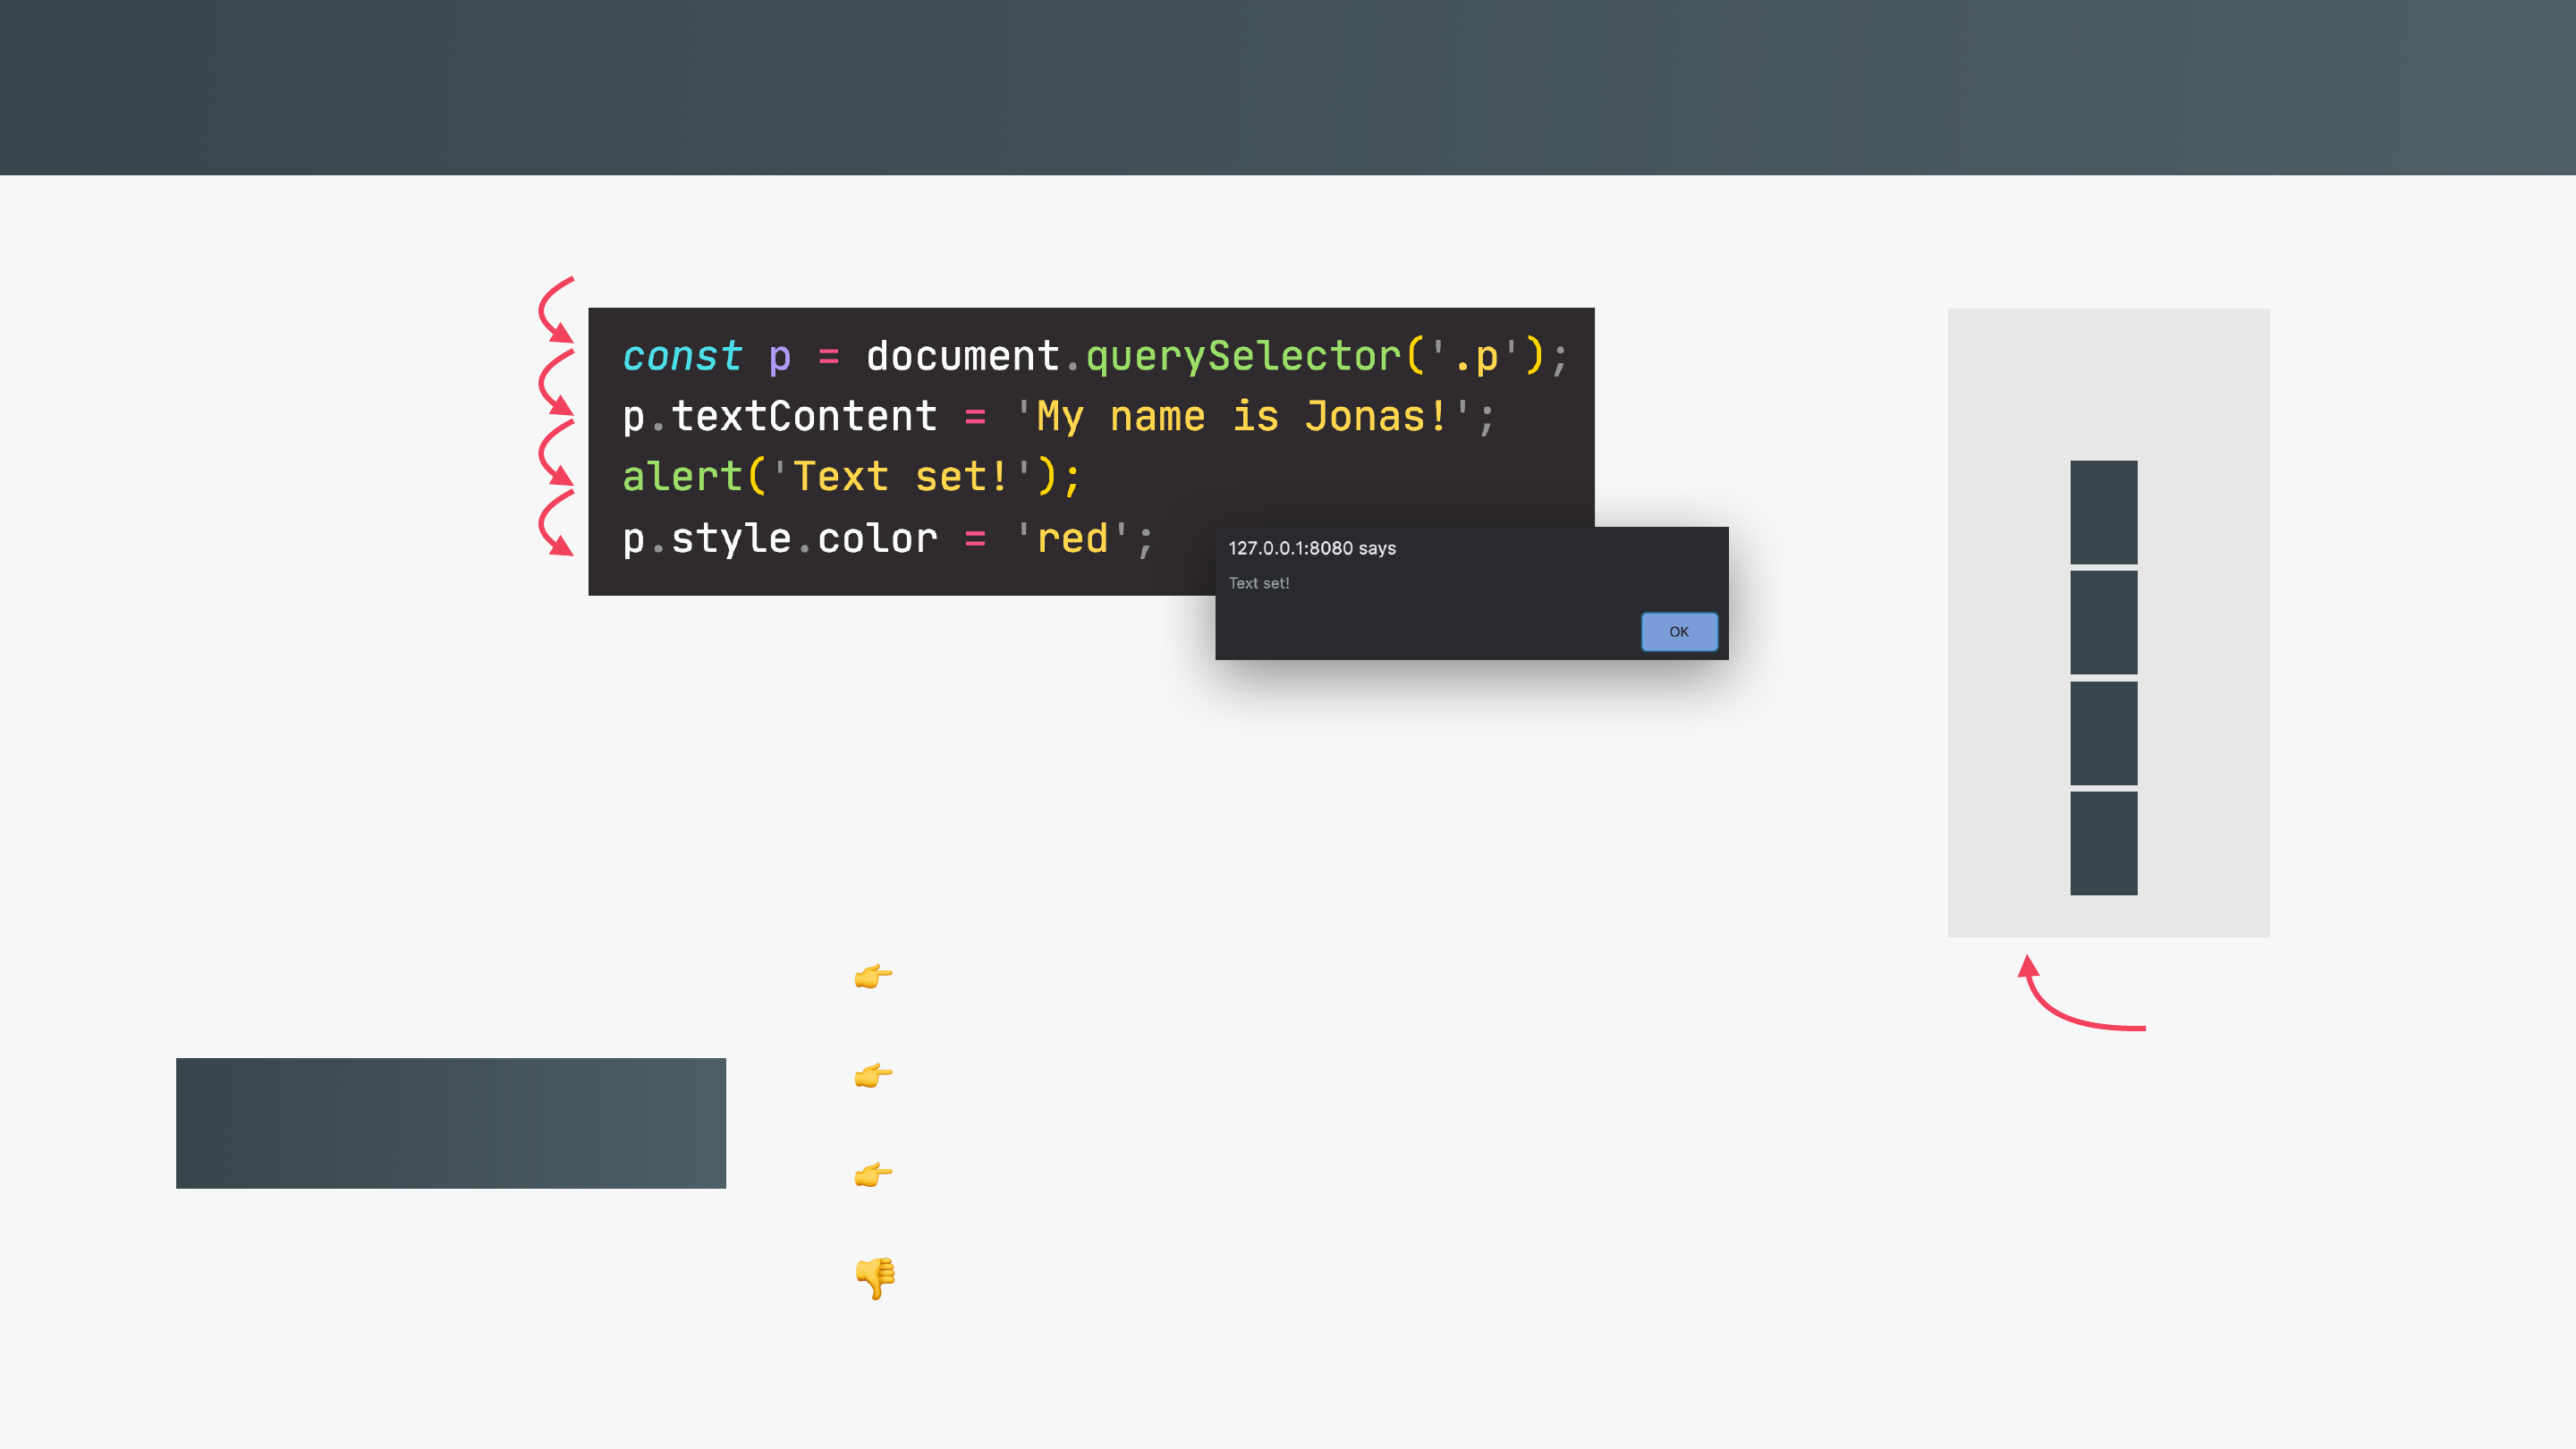 const p = document.querySelector('.p');
p.textContent = 'My name is Jonas!';
alert('Text set!');
p.style.color = 'red';
127.0.0.1:8080 says
Text set!
OK